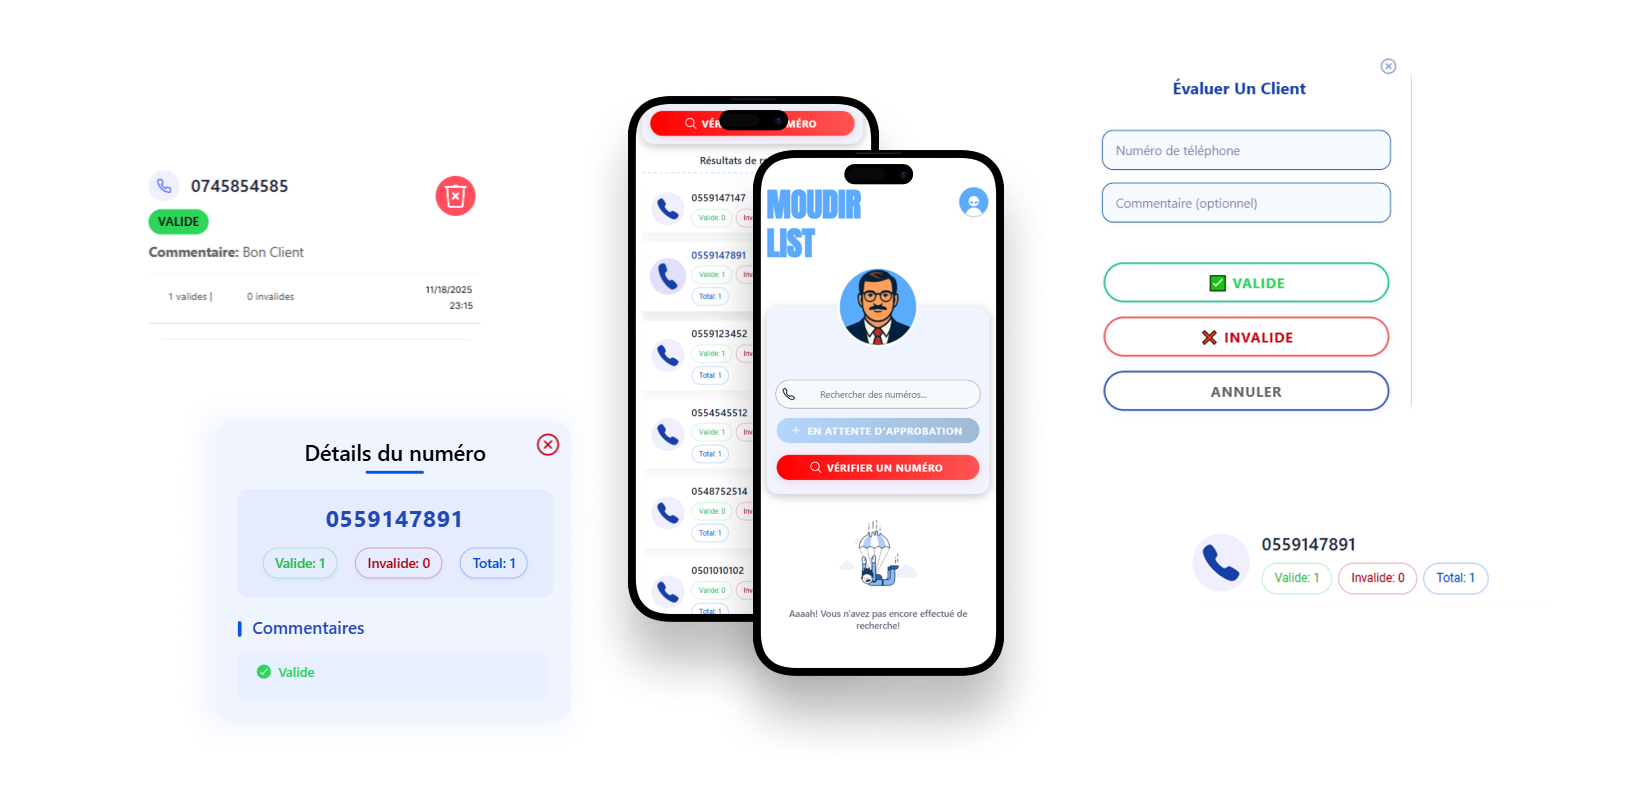 0745854585
VALIDE
Commentaire: Bon Client
1 valides |
0 invalides
11/18/2025
23:15
Détails du numéro
0559147891
Valide: 1
Invalide: 0
Total: 1
Commentaires
Valide
VÉR
MÉRO
Résultats de r
0559147147
Valide: 0
Inv
0559147891
Valide: 1
Inv
Total: 1
0559123452
Valide: 1
Inv
Total: 1
0554545512
Valide: 1
Inv
Total: 1
0548752514
Valide: 0
Inv
Total: 1
0501010102
Valide: 0
Inv
Total: 1
MOUDIR
LIST
Rechercher des numéros...
+ EN ATTENTE D'APPROBATION
VÉRIFIER UN NUMÉRO
Aaaah! Vous n'avez pas encore effectué de
recherche!
Évaluer Un Client
Numéro de téléphone
Commentaire (optionnel)
✅ VALIDE
❌ INVALIDE
ANNULER
0559147891
Valide: 1
Invalide: 0
Total: 1